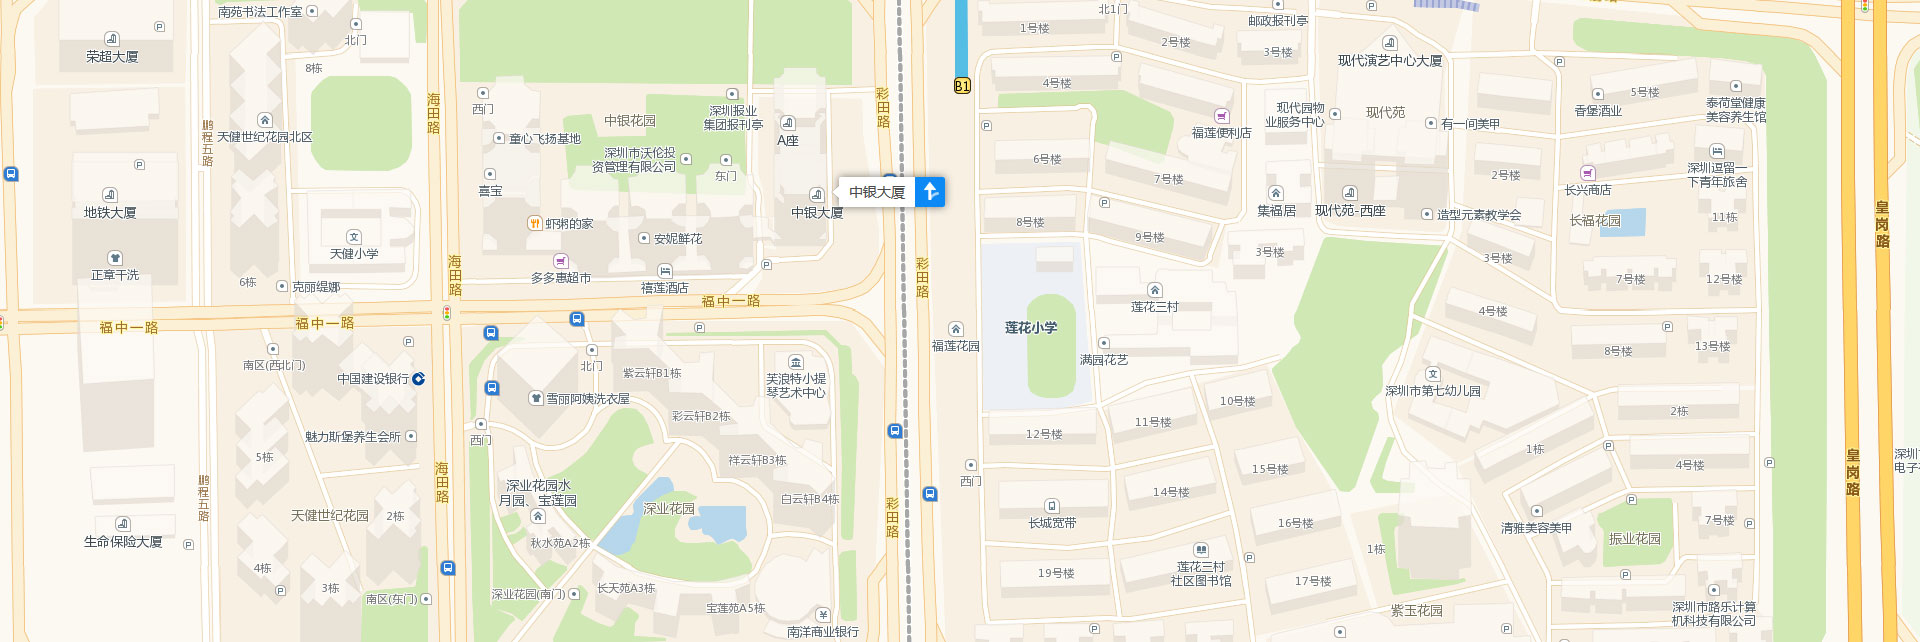 南苑书法工作室
北门
荣超大厦
8栋
海田路
鹏程五路
天健世纪花园北区
地铁大厦
天健小学
正章干洗
6栋
克丽缇娜
海田路
西门
童心飞扬基地
中银花园
深圳市沃伦投
资管理有限公司
喜宝
深圳报业
集团报刊亭
东门
A座
中银大厦
中银大厦
虾粥的家
安妮鲜花
多多惠超市
禧莲酒店
福中一路
福中一路
福中一路
彩田路
彩田路
彩田路
B1
北1门
1号楼
2号楼
邮政报刊亭
3号楼
4号楼
现代演艺中心大厦
福莲便利店
现代园物
业服务中心
现代苑
有一间美甲
香堡酒业
5号楼
泰荷堂健康
美容养生馆
6号楼
7号楼
2号楼
长兴商店
深圳逗留一
下青年旅舍
8号楼
9号楼
集福居
现代苑-西座
造型元素教学会
长福花园
11栋
3号楼
3号楼
7号楼
12号楼
皇岗路
莲花三村
莲花小学
福莲花园
满园花艺
4号楼
8号楼
13号楼
南区(西北门)
中国建设银行
北门
紫云轩B1栋
芙浪特小提
琴艺术中心
雪丽阿姨洗衣屋
彩云轩B2栋
深圳市第七幼儿园
10号楼
11号楼
12号楼
2栋
魅力斯堡养生会所
西门
5栋
祥云轩B3栋
1栋
4号楼
15号楼
西门
14号楼
皇岗路
海田路
鹏程五路
深业花园水
月园、宝莲园
白云轩B4栋
深业花园
天健世纪花园
2栋
生命保险大厦
秋水苑A2栋
长城宽带
16号楼
清雅美容美甲
7号楼
振业花园
1栋
4栋
3栋
南区(东门)
深业花园(南门)
长天苑A3栋
宝莲苑A5栋
南洋商业银行
19号楼
莲花三村
社区图书馆
17号楼
紫玉花园
深圳市路乐计算
机科技有限公司